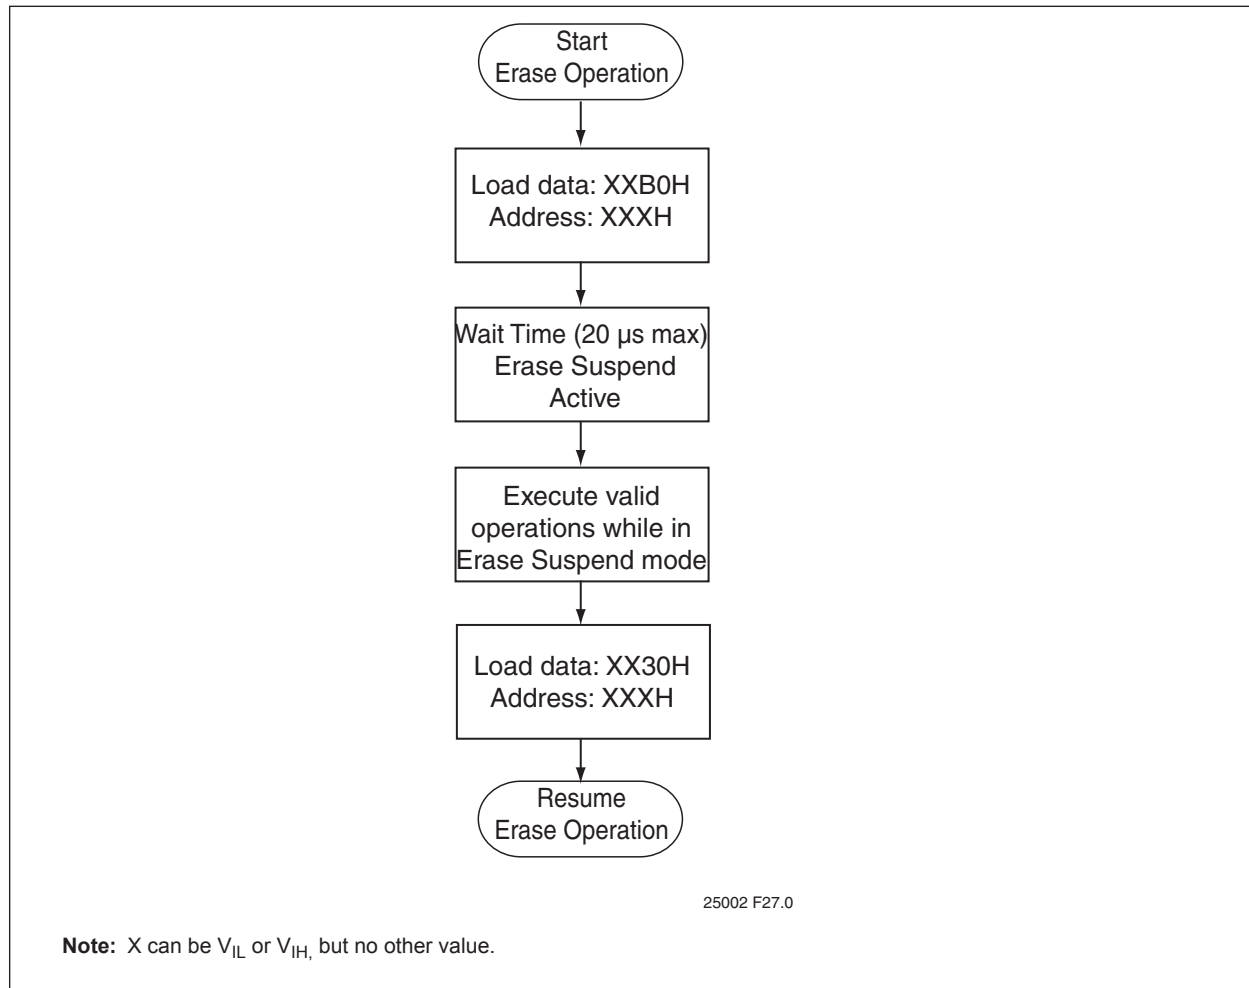 Start
Erase Operation
Load data: XXB0H
Address: XXXH
Wait Time (20 µs max)
Erase Suspend
Active
Execute valid
operations while in
Erase Suspend mode
Load data: XX30H
Address: XXXH
Resume
Erase Operation
25002 F27.0
Note: X can be VIL or VIH, but no other value.